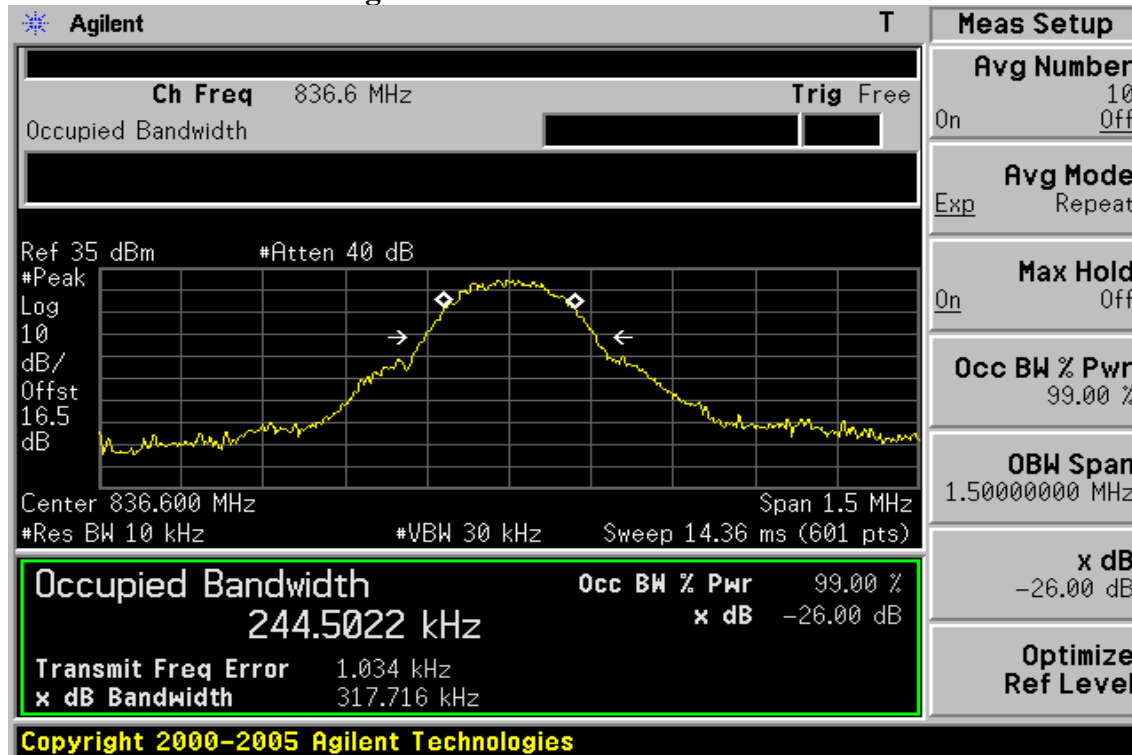 Agilent T Meas Setup
Ch Freq 836.6 MHz Trig Free
Occupied Bandwidth
Ref 35 dBm #Atten 40 dB
#Peak
Log
10
dB/
Offst
16.5
dB
Center 836.600 MHz Span 1.5 MHz
#Res BW 10 kHz #VBW 30 kHz Sweep 14.36 ms (601 pts)
Occupied Bandwidth
244.5022 kHz
Occ BW % Pwr 99.00 %
x dB -26.00 dB
Transmit Freq Error 1.034 kHz
x dB Bandwidth 317.716 kHz
Avg Number
10
On Off
Avg Mode
Exp Repeat
Max Hold
On Off
Occ BW % Pwr
99.00 %
OBW Span
1.50000000 MHz
x dB
-26.00 dB
Optimize
Ref Level
Copyright 2000-2005 Agilent Technologies